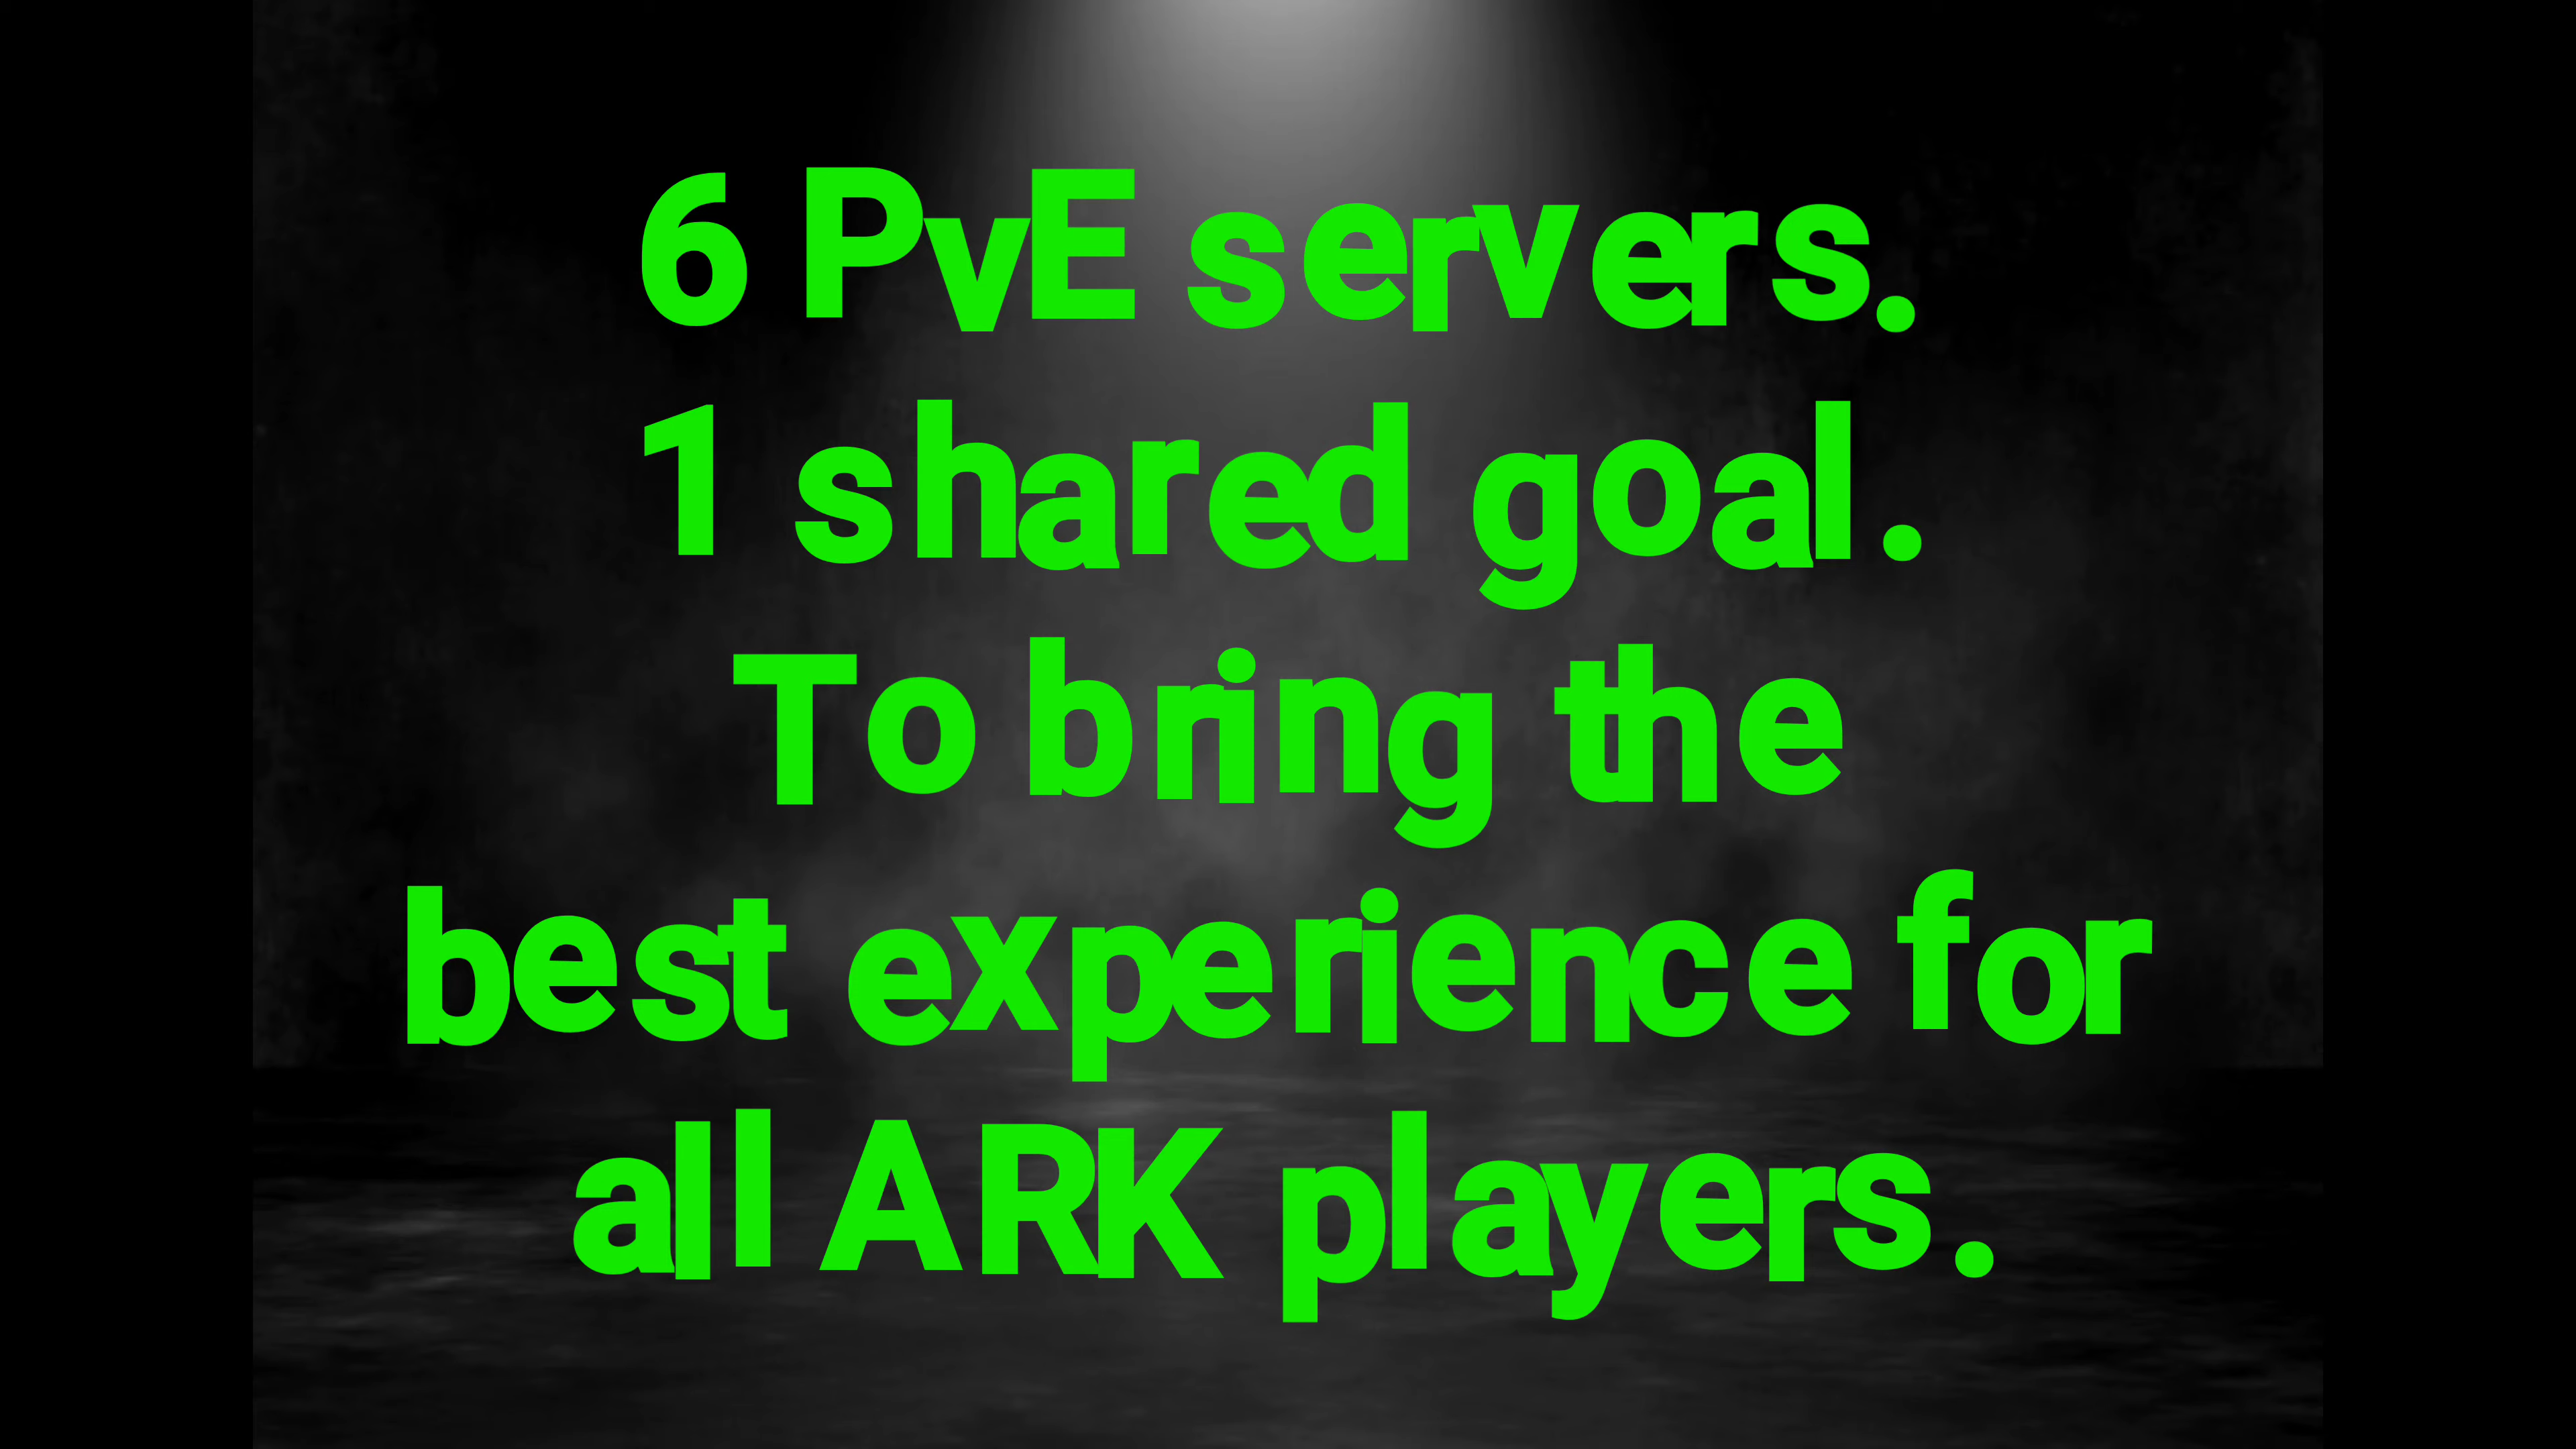 6 PvE servers.
1 shared goal.
To bring the
best experience for
all ARK players.